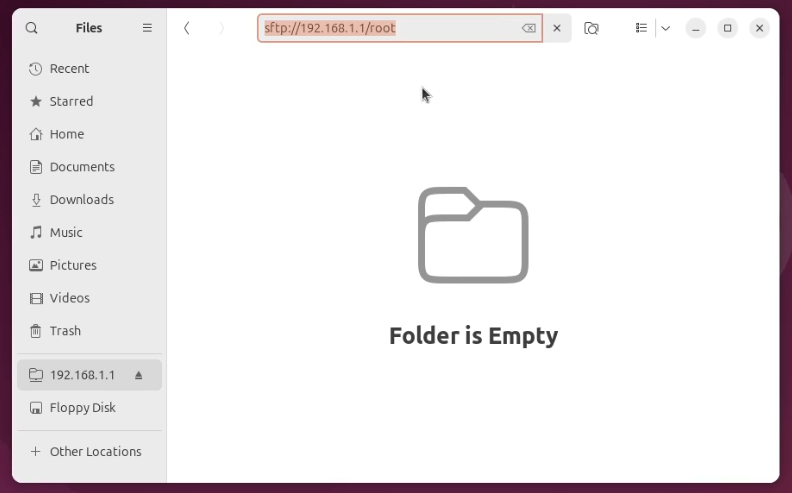 Files
sftp://192.168.1.1/root
Recent
Starred
Home
Documents
Downloads
Music
Pictures
Videos
Trash
192.168.1.1
Floppy Disk
Other Locations
Folder is Empty